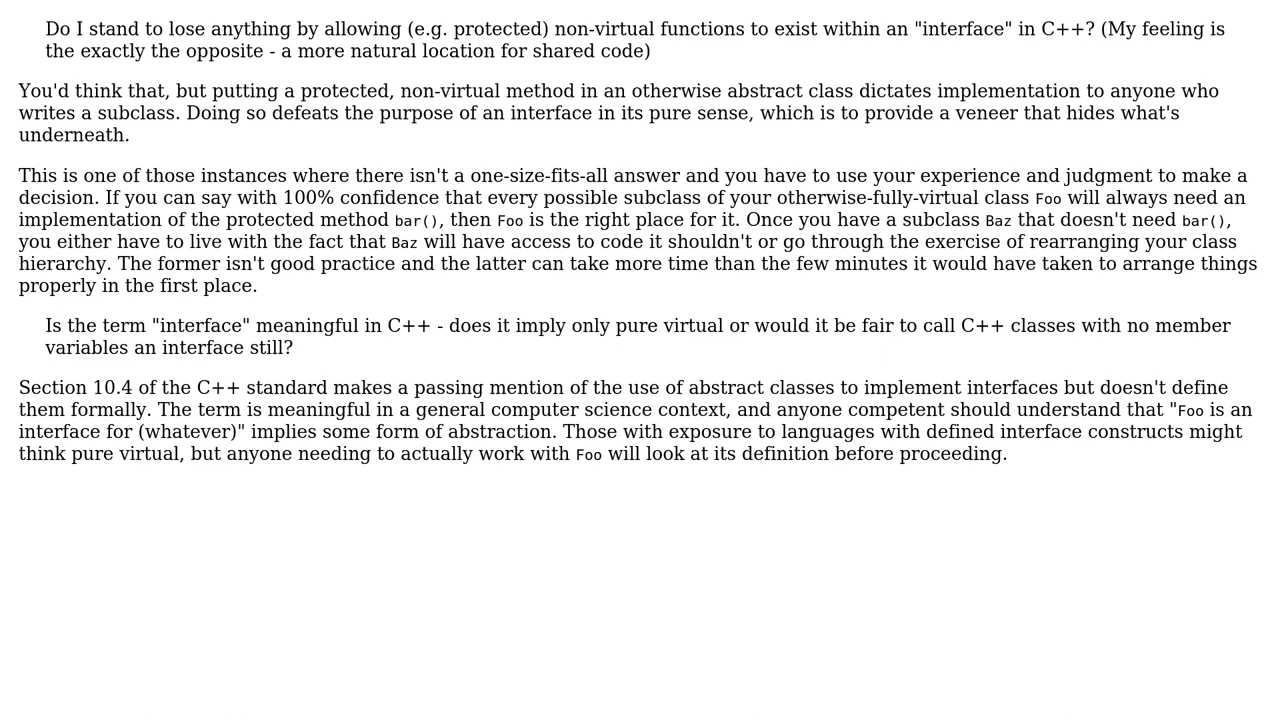 Do I stand to lose anything by allowing (e.g. protected) non-virtual functions to exist within an "interface" in C++? (My feeling is
the exactly the opposite - a more natural location for shared code)
You'd think that, but putting a protected, non-virtual method in an otherwise abstract class dictates implementation to anyone who
writes a subclass. Doing so defeats the purpose of an interface in its pure sense, which is to provide a veneer that hides what's
underneath.
This is one of those instances where there isn't a one-size-fits-all answer and you have to use your experience and judgment to make a
decision. If you can say with 100% confidence that every possible subclass of your otherwise-fully-virtual class Foo will always need an
implementation of the protected method bar(), then Foo is the right place for it. Once you have a subclass Baz that doesn't need bar(),
you either have to live with the fact that Baz will have access to code it shouldn't or go through the exercise of rearranging your class
hierarchy. The former isn't good practice and the latter can take more time than the few minutes it would have taken to arrange things
properly in the first place.
Is the term "interface" meaningful in C++ - does it imply only pure virtual or would it be fair to call C++ classes with no member
variables an interface still?
Section 10.4 of the C++ standard makes a passing mention of the use of abstract classes to implement interfaces but doesn't define
them formally. The term is meaningful in a general computer science context, and anyone competent should understand that "Foo is an
interface for (whatever)" implies some form of abstraction. Those with exposure to languages with defined interface constructs might
think pure virtual, but anyone needing to actually work with Foo will look at its definition before proceeding.